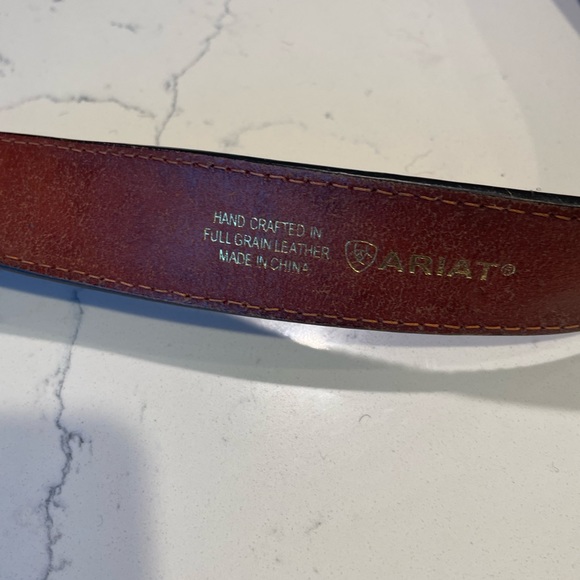 HAND CRAFTED IN
FULL GRAIN LEATHER
MADE IN CHINA
ARIAT®